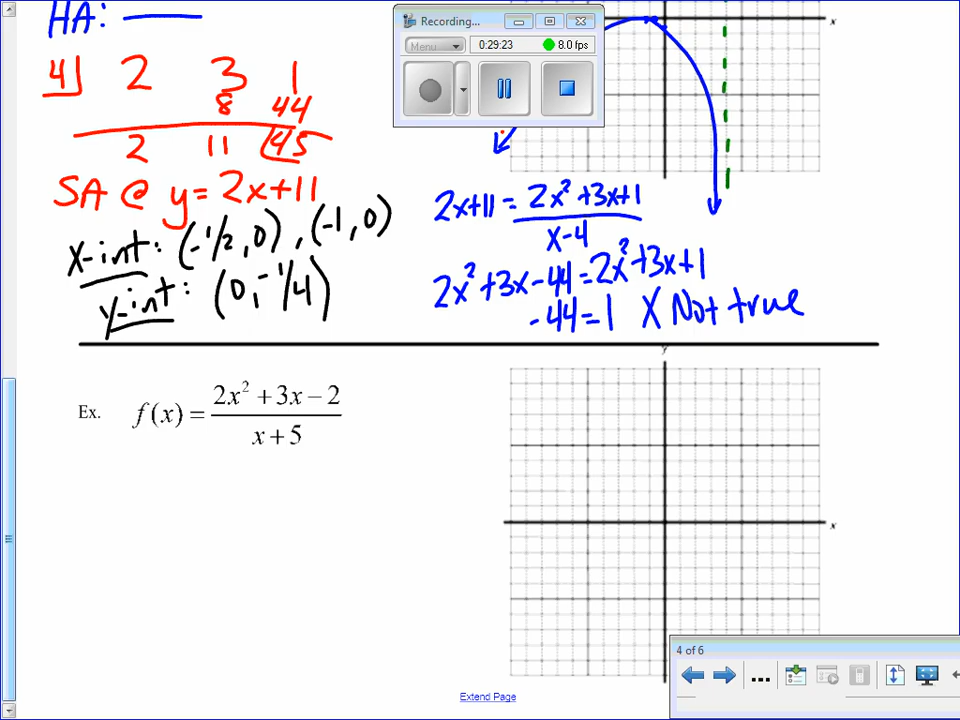 HA:
Recording...
Menu
0:29:23
8.0 fps
x
4| 2 3 1
8 44
2 11 45
SA @ y= 2x+11
x-int: (-1/2, 0), (-1, 0)
y-int: (0, -1/4)
2x+11 = 2x²+3x+1
x-4
2x²+3x-44=2x²+3x+1
-44=1 X Not true
y
Ex. f(x) = 2x² + 3x − 2
x + 5
x
4 of 6
...
Extend Page